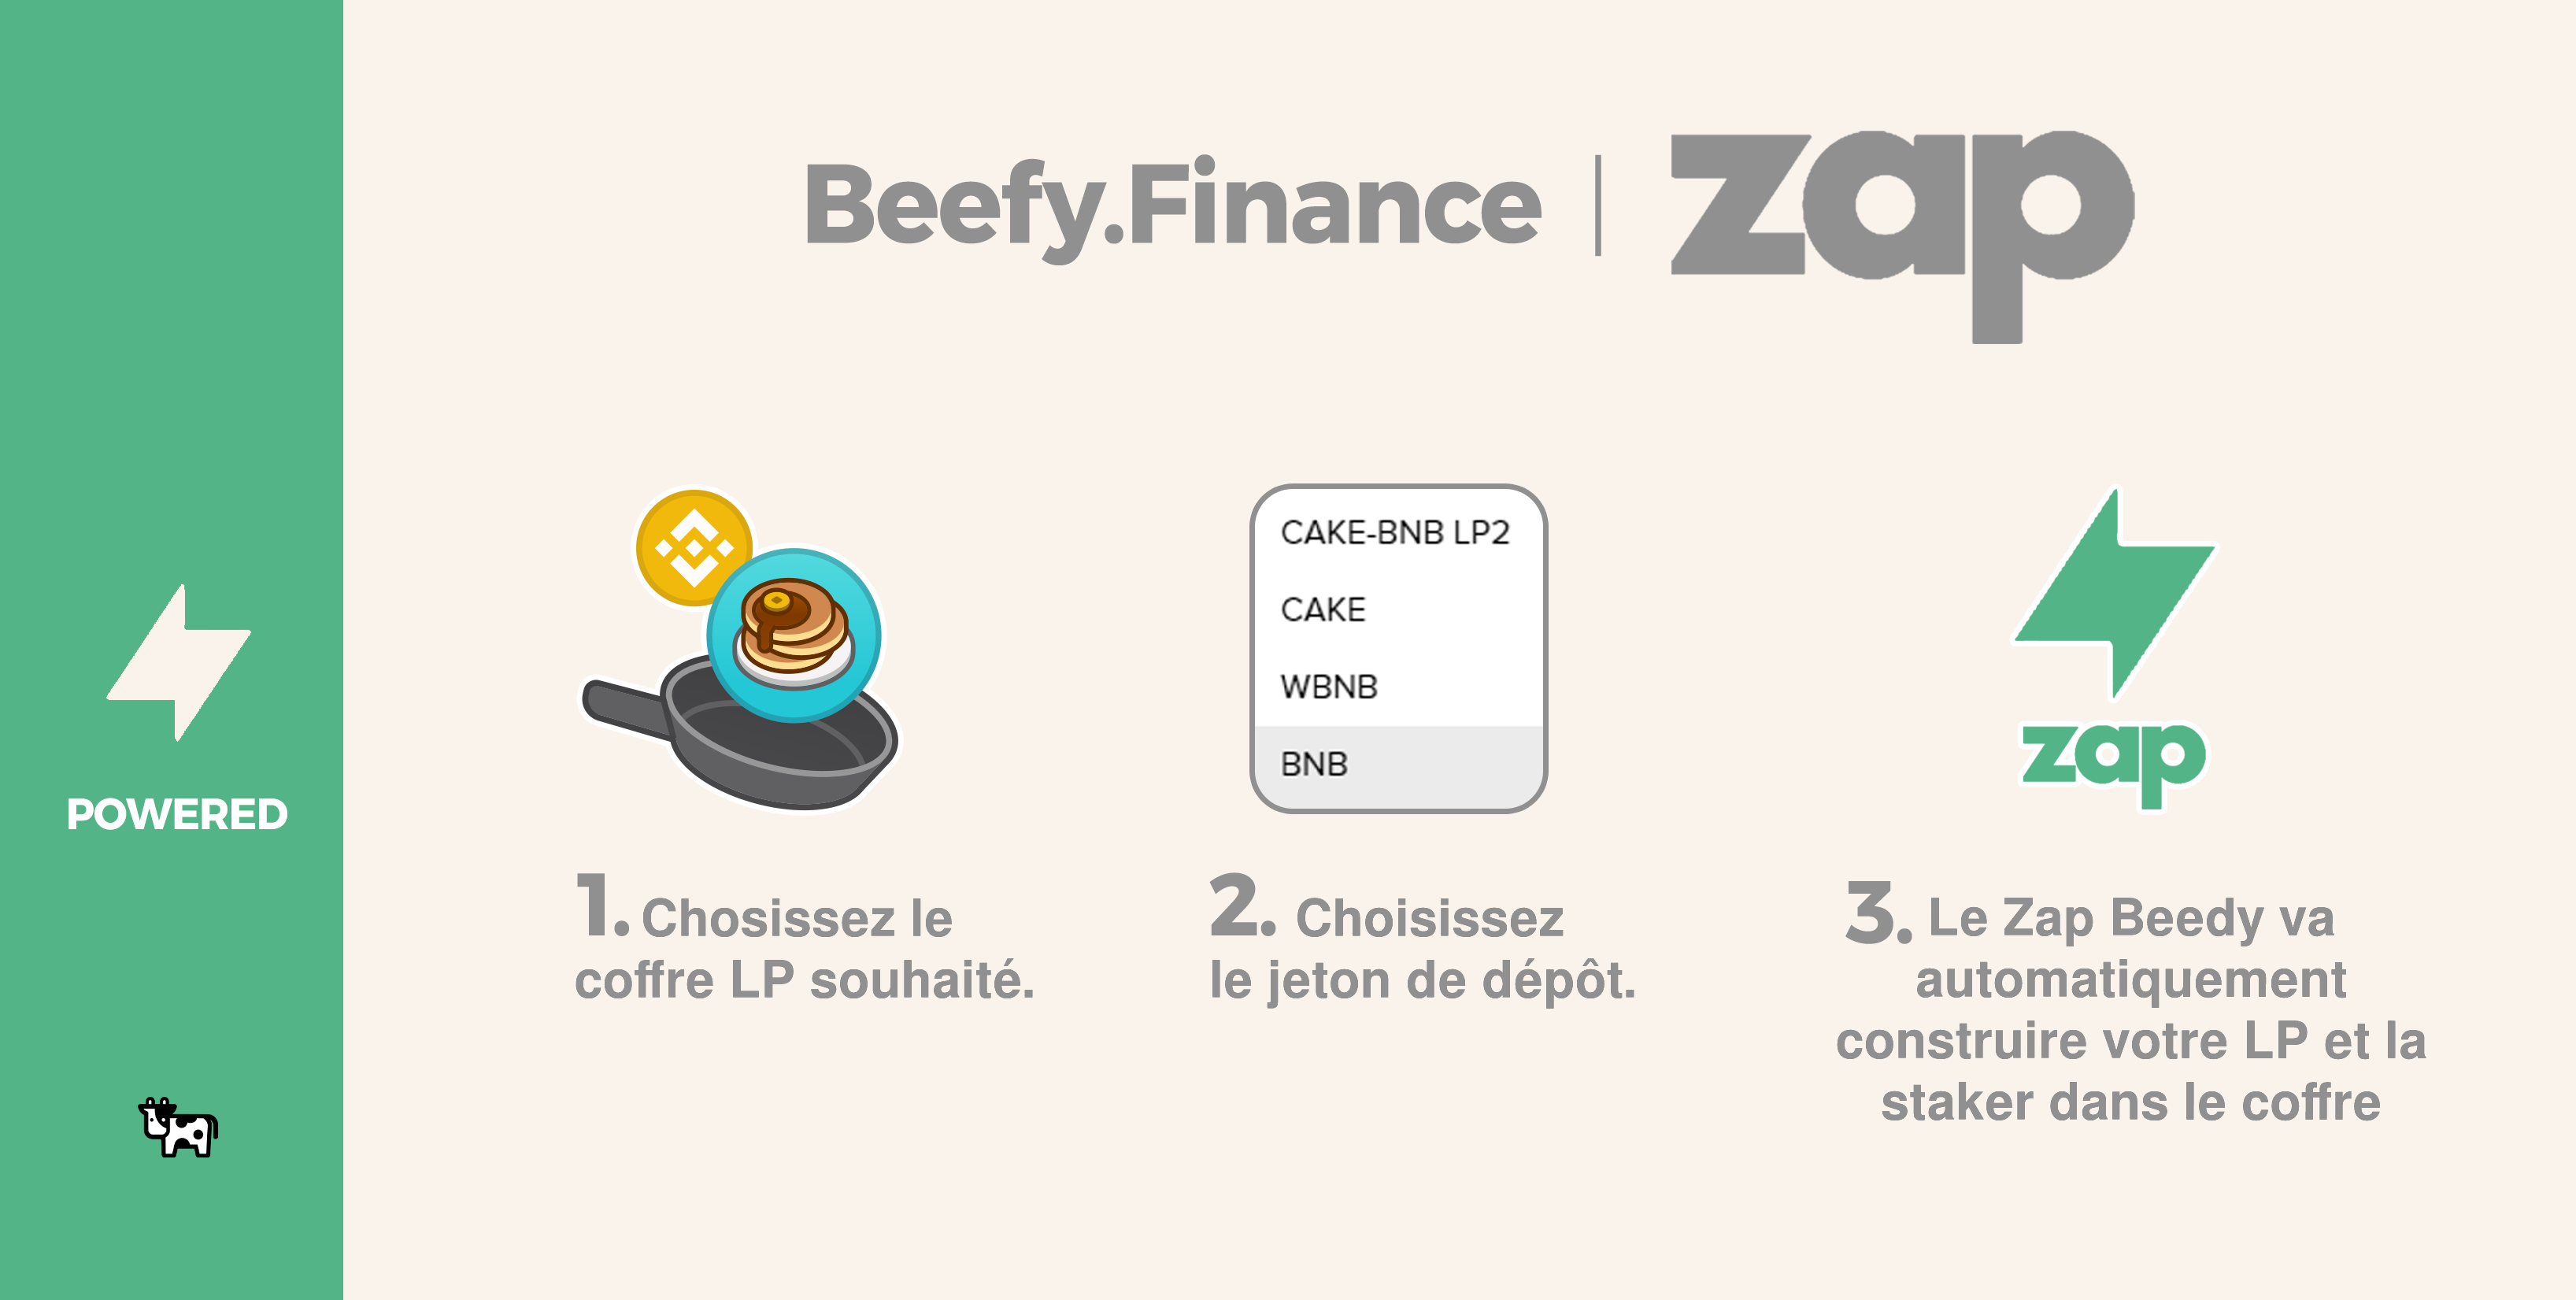 Beefy.Finance | zap
POWERED
CAKE-BNB LP2
CAKE
WBNB
BNB
zap
1. Chosissez le
coffre LP souhaité.
2. Choisissez
le jeton de dépôt.
3. Le Zap Beedy va
automatiquement
construire votre LP et la
staker dans le coffre